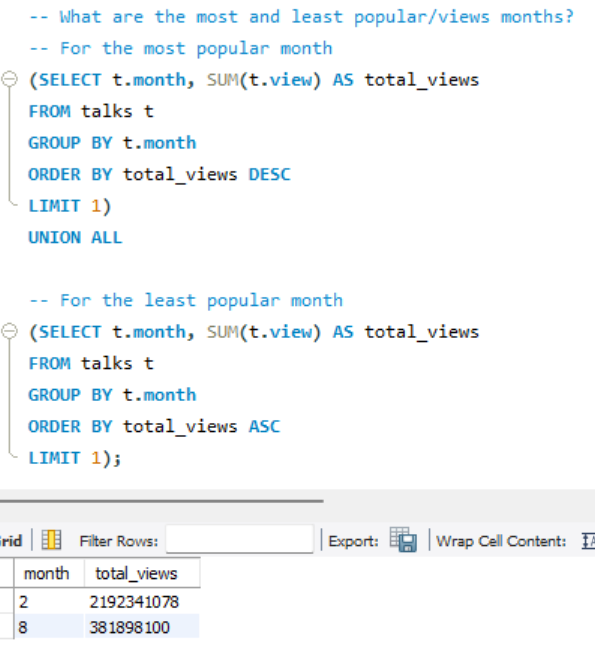 -- What are the most and least popular/views months?
-- For the most popular month
(SELECT t.month, SUM(t.view) AS total_views
FROM talks t
GROUP BY t.month
ORDER BY total_views DESC
LIMIT 1)
UNION ALL
-- For the least popular month
(SELECT t.month, SUM(t.view) AS total_views
FROM talks t
GROUP BY t.month
ORDER BY total_views ASC
LIMIT 1);
rid Filter Rows: Export: Wrap Cell Content:
month total_views
2 2192341078
8 381898100